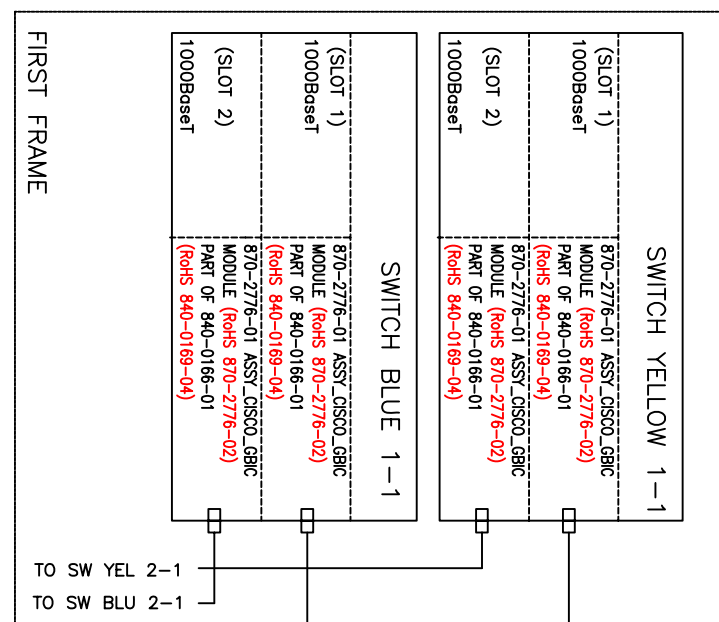 FIRST FRAME
SWITCH BLUE 1-1
(SLOT 1)
1000BaseT
870-2776-01 ASSY_CISCO_GBIC
MODULE (RoHS 870-2776-02)
PART OF 840-0166-01
(RoHS 840-0169-04)
(SLOT 2)
1000BaseT
870-2776-01 ASSY_CISCO_GBIC
MODULE (RoHS 870-2776-02)
PART OF 840-0166-01
(RoHS 840-0169-04)
SWITCH YELLOW 1-1
(SLOT 1)
1000BaseT
870-2776-01 ASSY_CISCO_GBIC
MODULE (RoHS 870-2776-02)
PART OF 840-0166-01
(RoHS 840-0169-04)
(SLOT 2)
1000BaseT
870-2776-01 ASSY_CISCO_GBIC
MODULE (RoHS 870-2776-02)
PART OF 840-0166-01
(RoHS 840-0169-04)
TO SW YEL 2-1
TO SW BLU 2-1